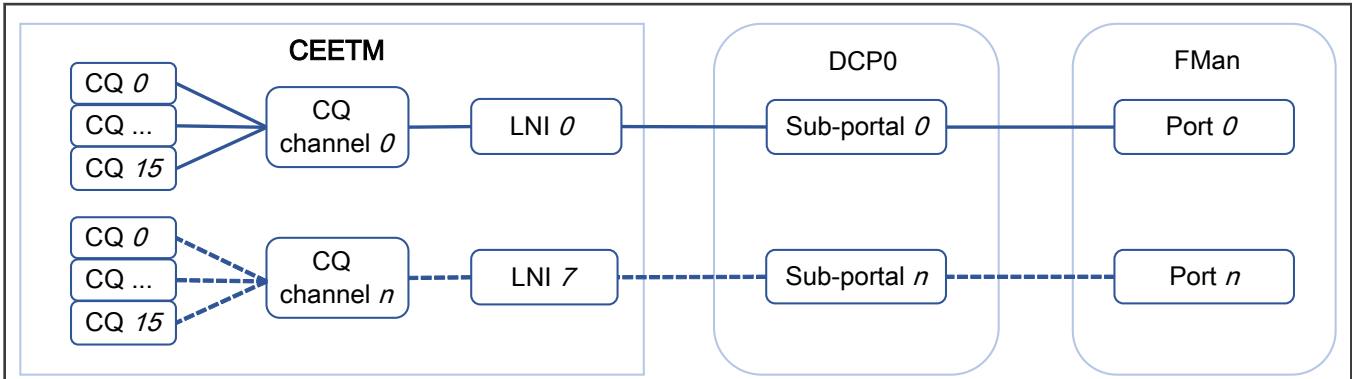 CEETM
DCP0
FMan
CQ 0
CQ ...
CQ 15
CQ
channel 0
LNI 0
Sub-portal 0
Port 0
CQ 0
CQ ...
CQ 15
CQ
channel n
LNI 7
Sub-portal n
Port n